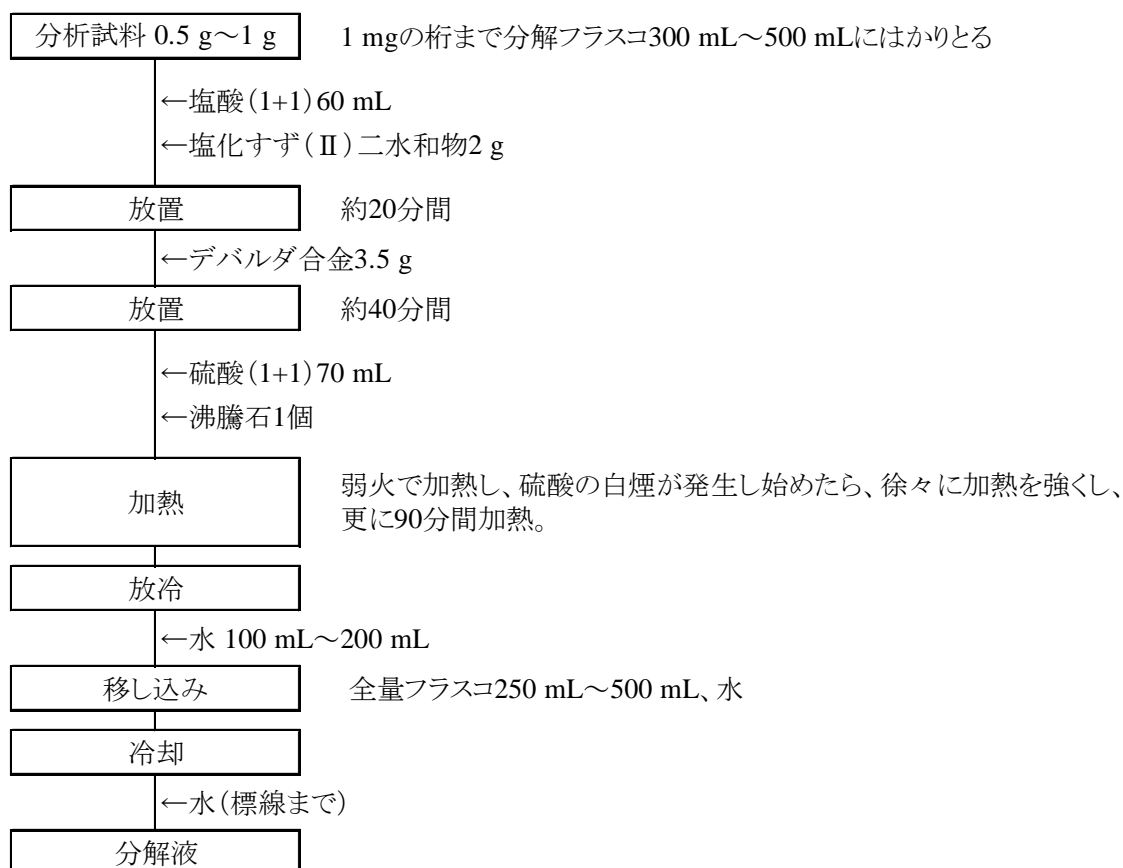 分析試料 0.5 g～1 g 1 mgの桁まで分解フラスコ300 mL～500 mLにはかりとる
←塩酸（1+1）60 mL
←塩化すず（Ⅱ）二水和物2 g
放置 約20分間
←デバルダ合金3.5 g
放置 約40分間
←硫酸（1+1）70 mL
←沸騰石1個
加熱 弱火で加熱し、硫酸の白煙が発生し始めたら、徐々に加熱を強くし、
更に90分間加熱。
放冷
←水 100 mL～200 mL
移し込み 全量フラスコ250 mL～500 mL、水
冷却
←水（標線まで）
分解液